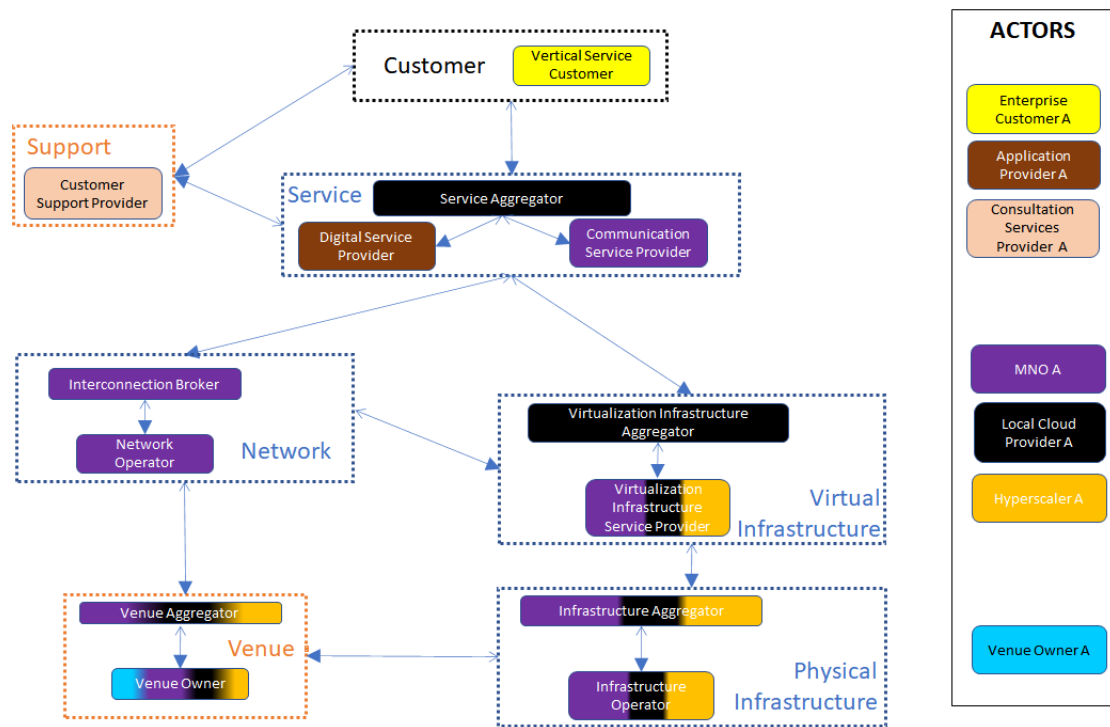 Customer
Vertical Service
Customer
Support
Customer
Support Provider
Service
Service Aggregator
Digital Service
Provider
Communication
Service Provider
Interconnection Broker
Network
Operator
Network
Virtualization Infrastructure
Aggregator
Virtualization
Infrastructure
Service Provider
Virtual
Infrastructure
Venue Aggregator
Venue
Venue Owner
Infrastructure Aggregator
Infrastructure
Operator
Physical
Infrastructure
ACTORS
Enterprise
Customer A
Application
Provider A
Consultation
Services
Provider A
MNO A
Local Cloud
Provider A
Hyperscaler A
Venue Owner A